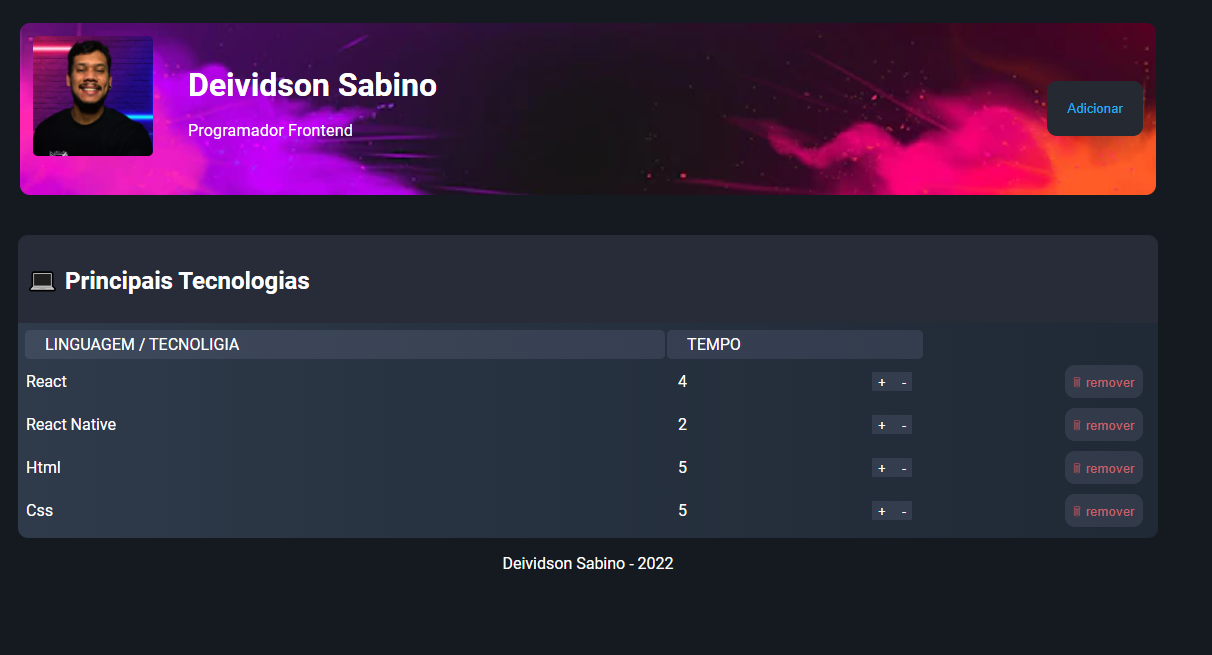 Deividson Sabino
Programador Frontend
Adicionar
Principais Tecnologias
LINGUAGEM / TECNOLIGIA TEMPO
React 4 + - remover
React Native 2 + - remover
Html 5 + - remover
Css 5 + - remover
Deividson Sabino - 2022